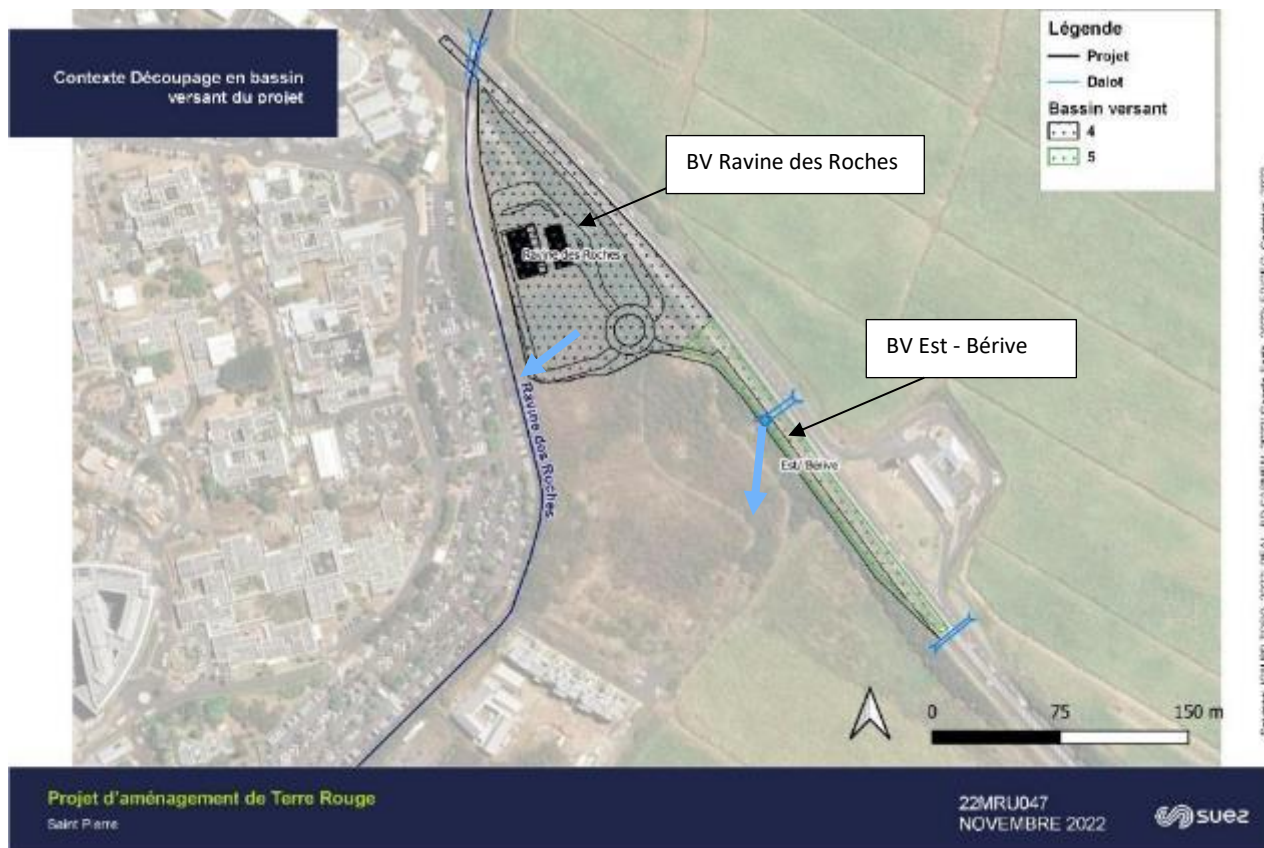 Contexte Découpage en bassin
versant du projet
Légende
Projet
Dalot
Bassin versant
4
5
BV Ravine des Roches
Ravine des Roches
BV Est - Bérive
Ravine des Roches
Est/ Bérive
0 75 150 m
Projet d'aménagement de Terre Rouge
Saint Pierre
22MRU047
NOVEMBRE 2022
suez